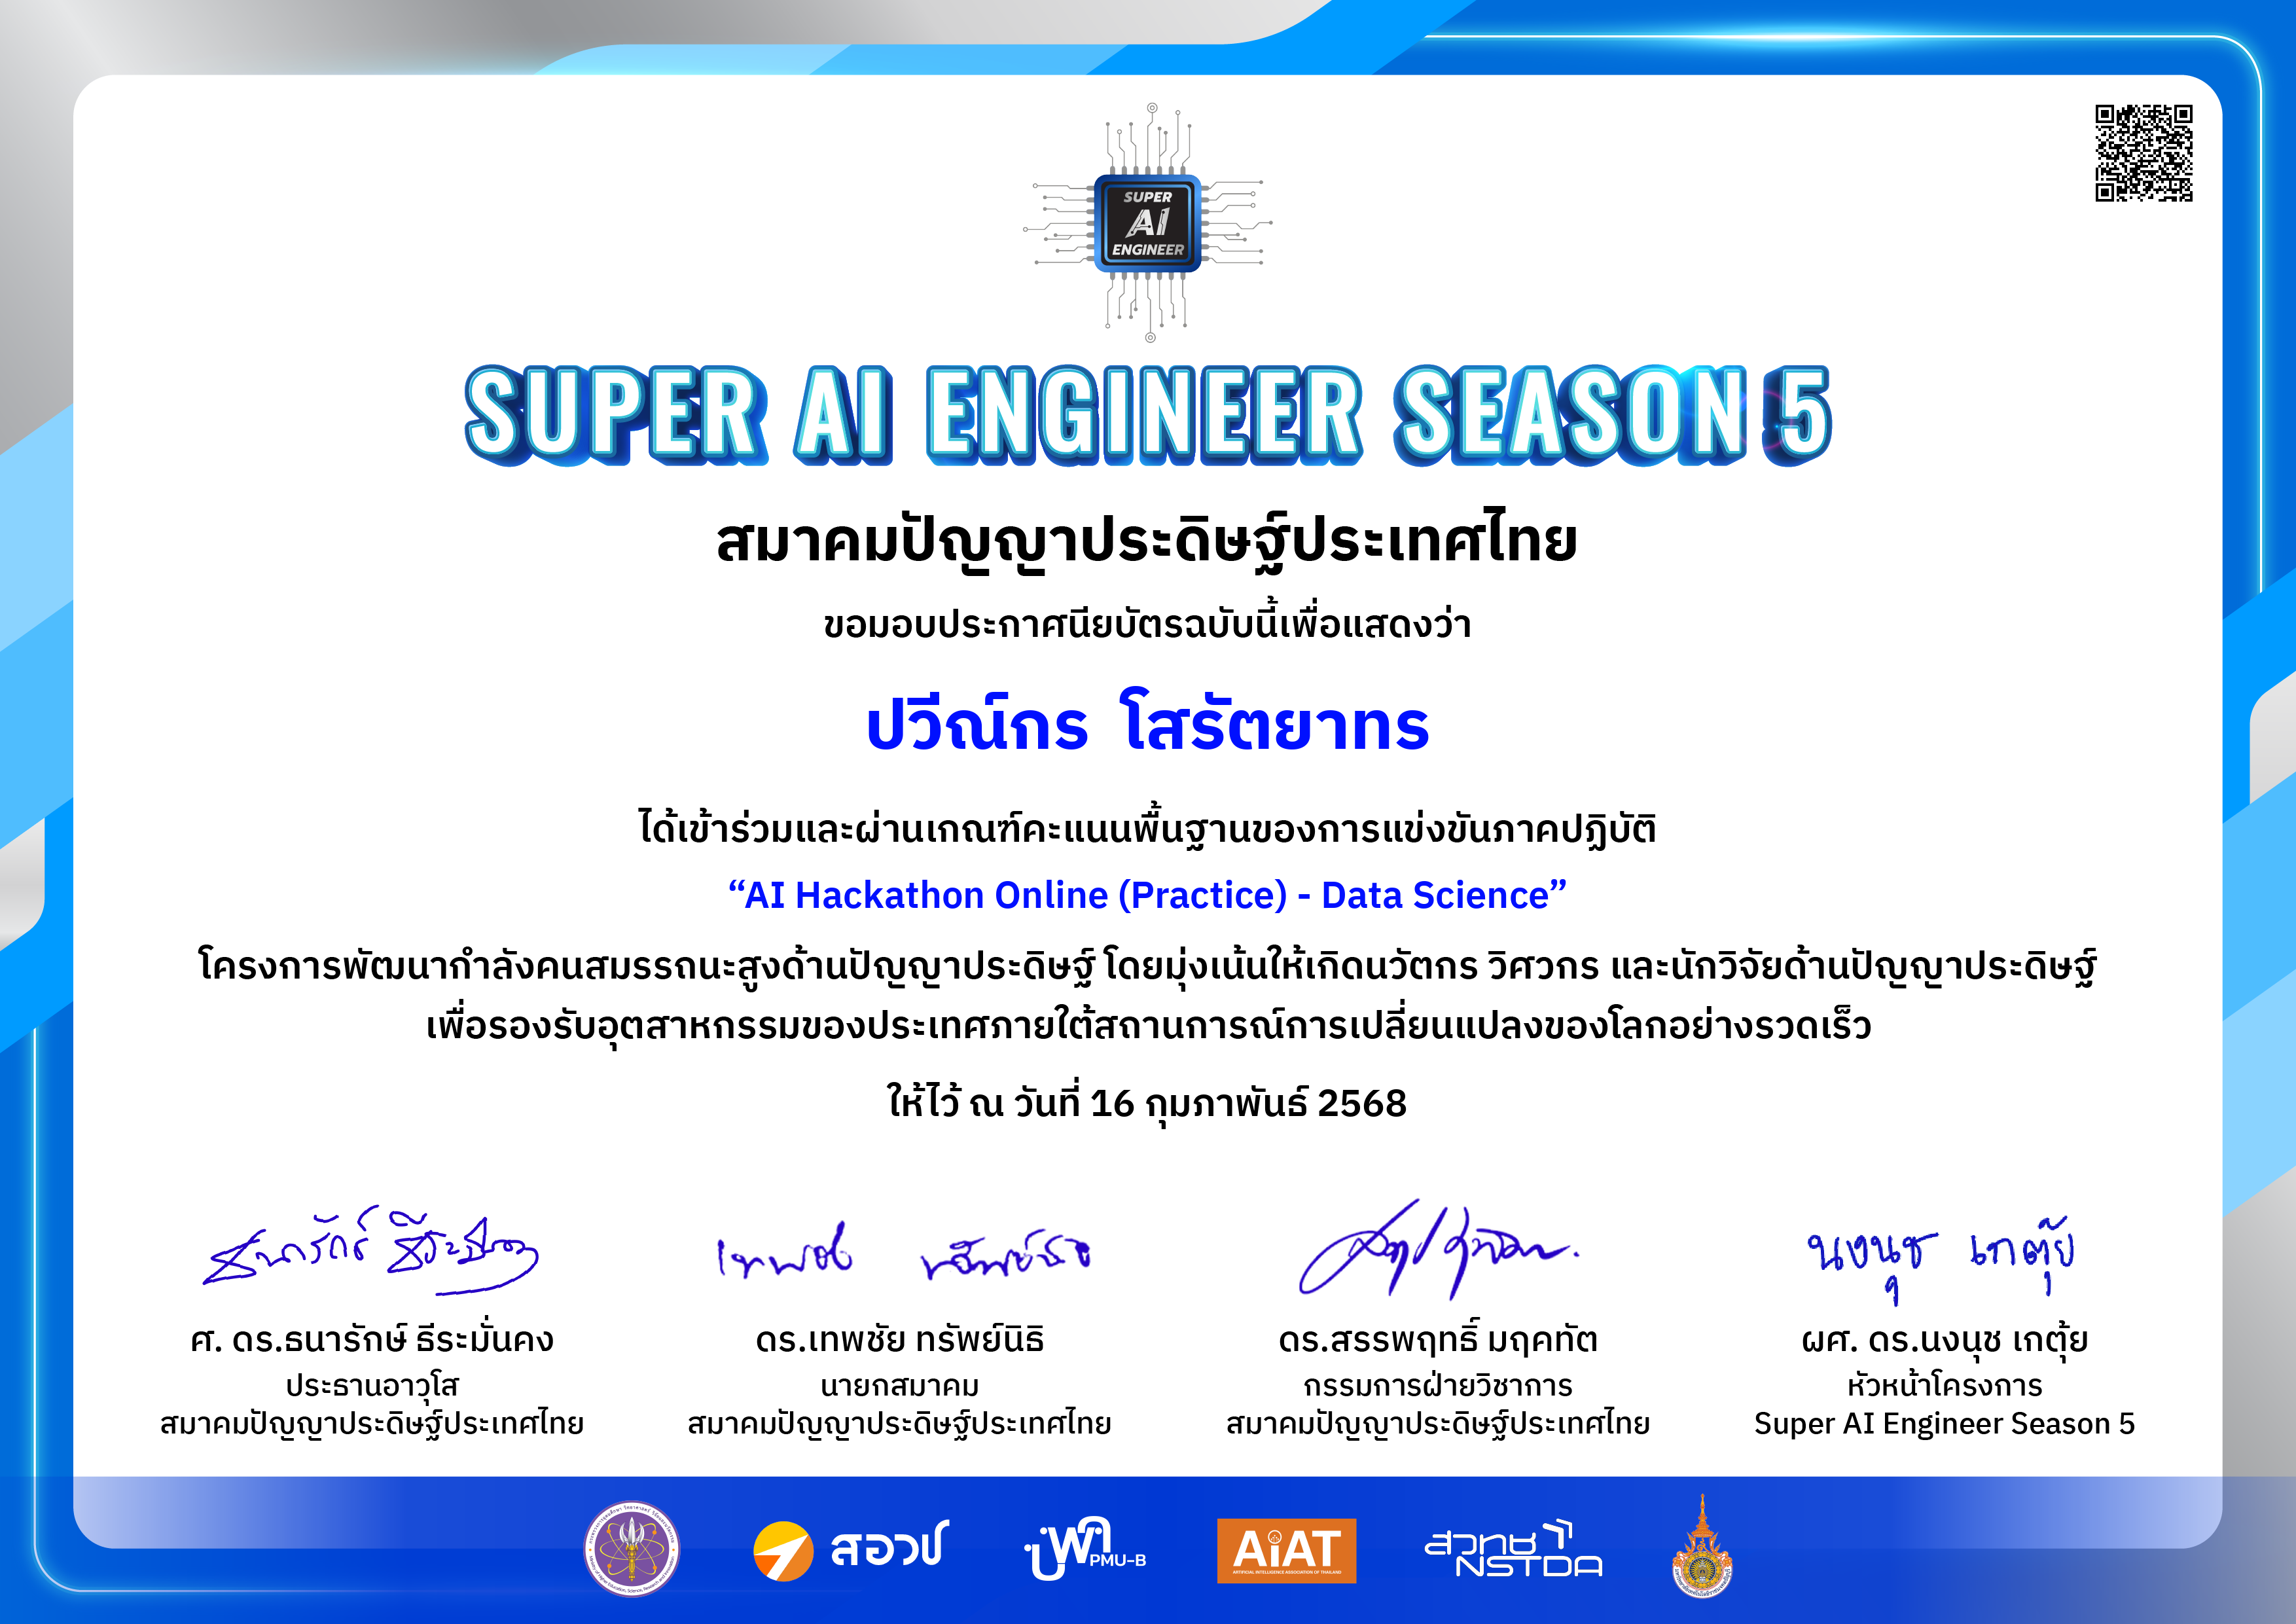 SUPER
AI
ENGINEER
SUPER AI ENGINEER SEASON 5
สมาคมปัญญาประดิษฐ์ประเทศไทย
ขอมอบประกาศนียบัตรฉบับนี้เพื่อแสดงว่า
ปวีณ์กร โสรัตยาทร
ได้เข้าร่วมและผ่านเกณฑ์คะแนนพื้นฐานของการแข่งขันภาคปฏิบัติ
“AI Hackathon Online (Practice) - Data Science”
โครงการพัฒนากำลังคนสมรรถนะสูงด้านปัญญาประดิษฐ์ โดยมุ่งเน้นให้เกิดนวัตกร วิศวกร และนักวิจัยด้านปัญญาประดิษฐ์
เพื่อรองรับอุตสาหกรรมของประเทศภายใต้สถานการณ์การเปลี่ยนแปลงของโลกอย่างรวดเร็ว
ให้ไว้ ณ วันที่ 16 กุมภาพันธ์ 2568
นงนุช เกตุ้ย
ศ. ดร.ธนารักษ์ ธีระมั่นคง
ประธานอาวุโส
สมาคมปัญญาประดิษฐ์ประเทศไทย
ดร.เทพชัย ทรัพย์นิธิ
นายกสมาคม
สมาคมปัญญาประดิษฐ์ประเทศไทย
ดร.สรรพฤทธิ์ มฤคทัต
กรรมการฝ่ายวิชาการ
สมาคมปัญญาประดิษฐ์ประเทศไทย
ผศ. ดร.นงนุช เกตุ้ย
หัวหน้าโครงการ
Super AI Engineer Season 5
สอวช
บพค PMU-B
AiAT
ARTIFICIAL INTELLIGENCE ASSOCIATION OF THAILAND
สวทช
NSTDA